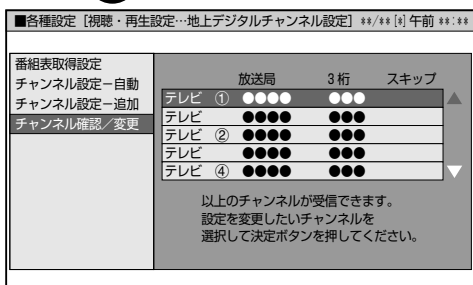 ■各種設定［視聴・再生設定…地上デジタルチャンネル設定］ **/**[*]午前 **:**
番組表取得設定
チャンネル設定－自動
チャンネル設定－追加
チャンネル確認／変更
放送局 3桁 スキップ
テレビ ① ●●●● ●●●
テレビ ●●●● ●●●
テレビ ② ●●●● ●●●
テレビ ●●●● ●●●
テレビ ④ ●●●● ●●●
以上のチャンネルが受信できます。
設定を変更したいチャンネルを
選択して決定ボタンを押してください。